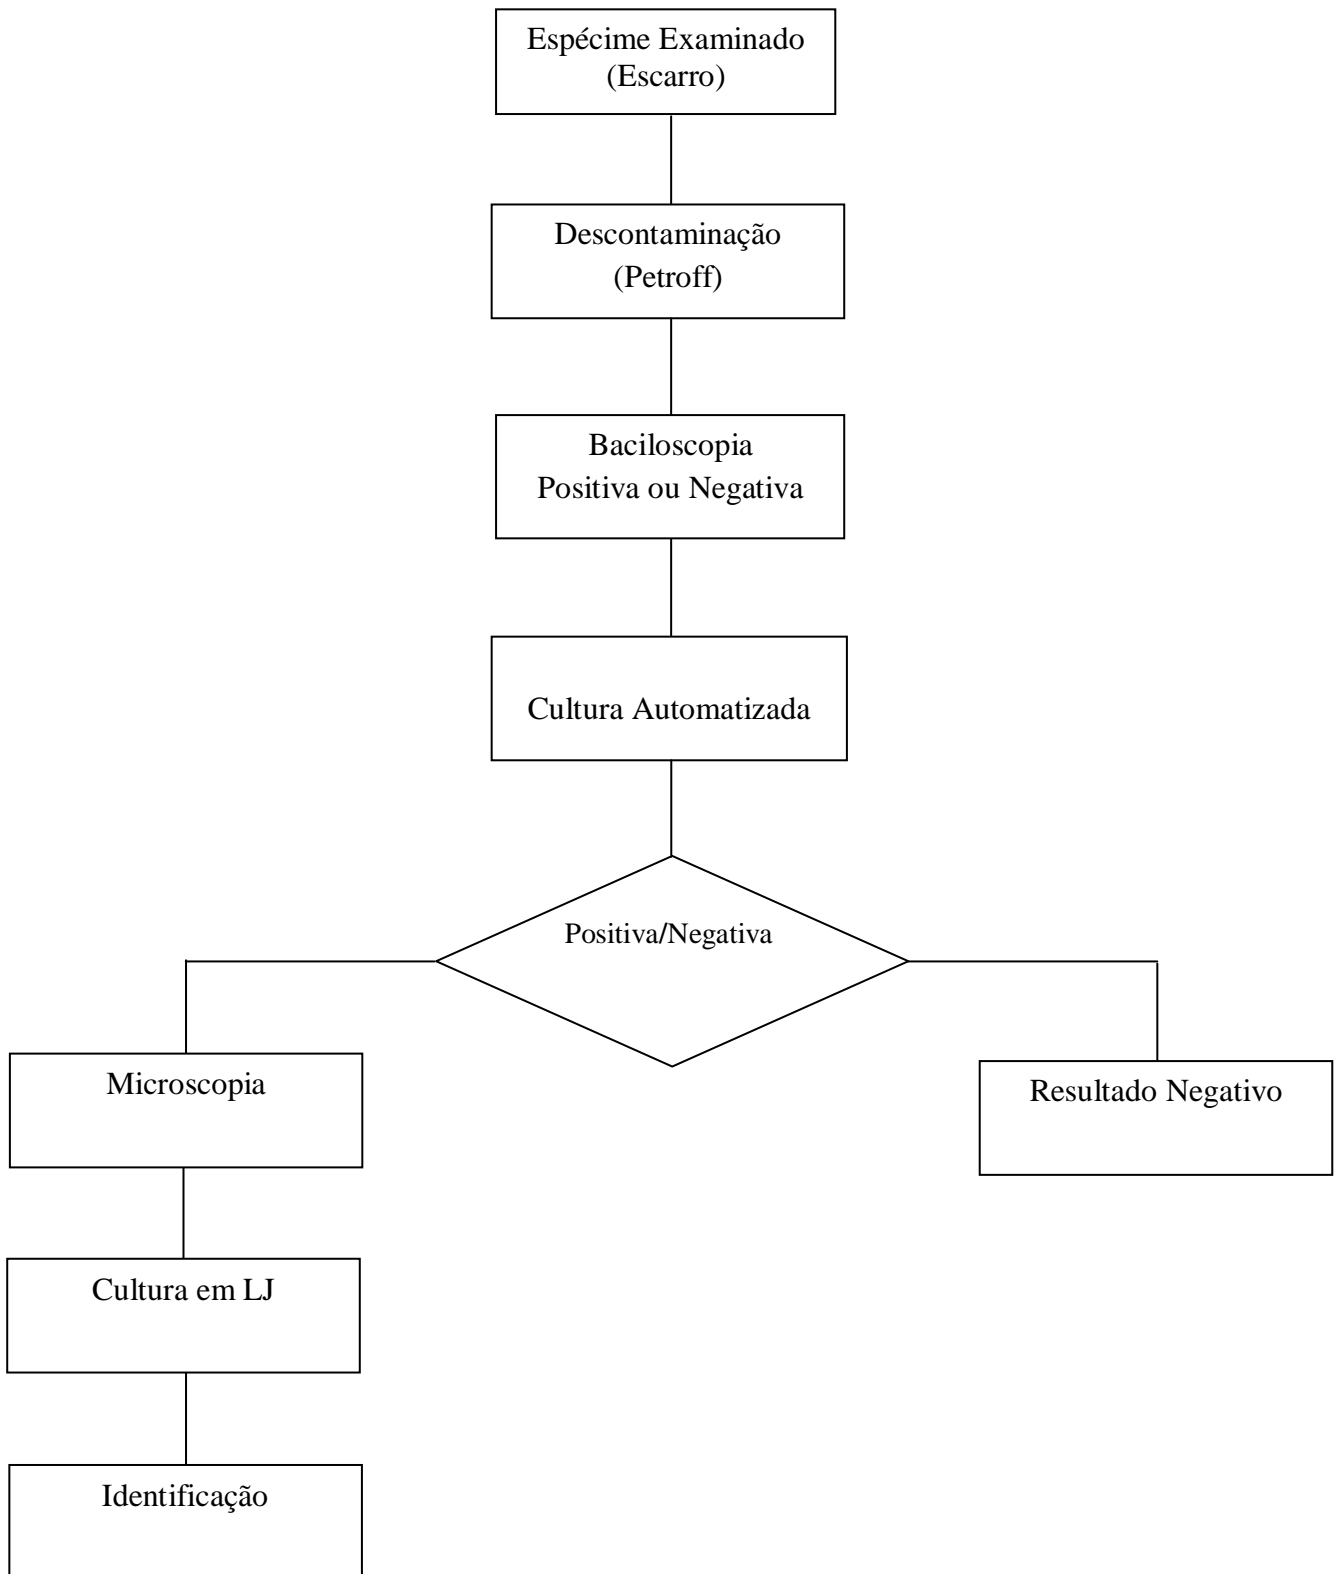 Espécime Examinado
(Escarro)
Descontaminação
(Petroff)
Baciloscopia
Positiva ou Negativa
Cultura Automatizada
Positiva/Negativa
Microscopia
Resultado Negativo
Cultura em LJ
Identificação